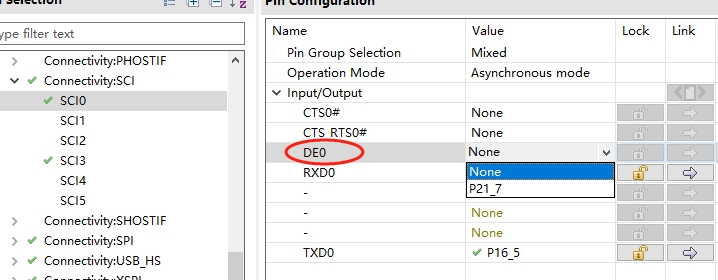 n Selection
Pin Configuration
type filter text
Connectivity:PHOSTIF
Connectivity:SCI
SCI0
SCI1
SCI2
SCI3
SCI4
SCI5
Connectivity:SHOSTIF
Connectivity:SPI
Connectivity:USB_HS
Connectivity:XSPI
Name Value Lock Link
Pin Group Selection Mixed
Operation Mode Asynchronous mode
Input/Output
CTS0# None
CTS_RTS0# None
DE0 None
RXD0 None
P21_7
- None
- None
TXD0 P16_5